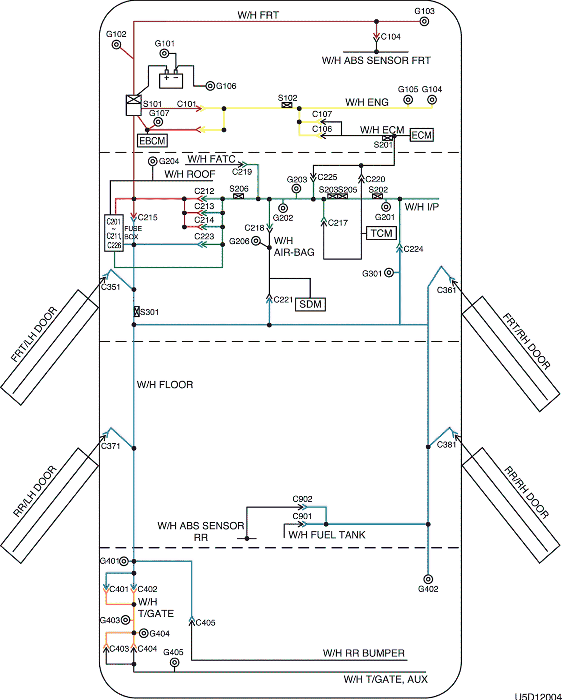 W/H FRT
G103
G102
G101
C104
W/H ABS SENSOR FRT
G106
S101
C101
S102
W/H ENG
G105
G104
G107
C107
C106
W/H ECM
ECM
S201
EBCM
G204
W/H FATC
C219
W/H ROOF
C225
C220
G203
C212
S206
S203
S205
S202
W/H I/P
C213
C214
C223
C201
~
C211,
C226
C215
FUSE
BOX
G202
C218
C217
G201
TCM
G206
W/H
AIR-BAG
C224
G301
C351
C361
C221
SDM
S301
FRT/LH DOOR
FRT/RH DOOR
W/H FLOOR
C371
C381
RR/LH DOOR
RR/RH DOOR
C902
W/H ABS SENSOR
RR
C901
W/H FUEL TANK
G401
C401
C402
G402
W/H
T/GATE
G403
C405
G404
C403
C404
G405
W/H RR BUMPER
W/H T/GATE, AUX
U5D12004